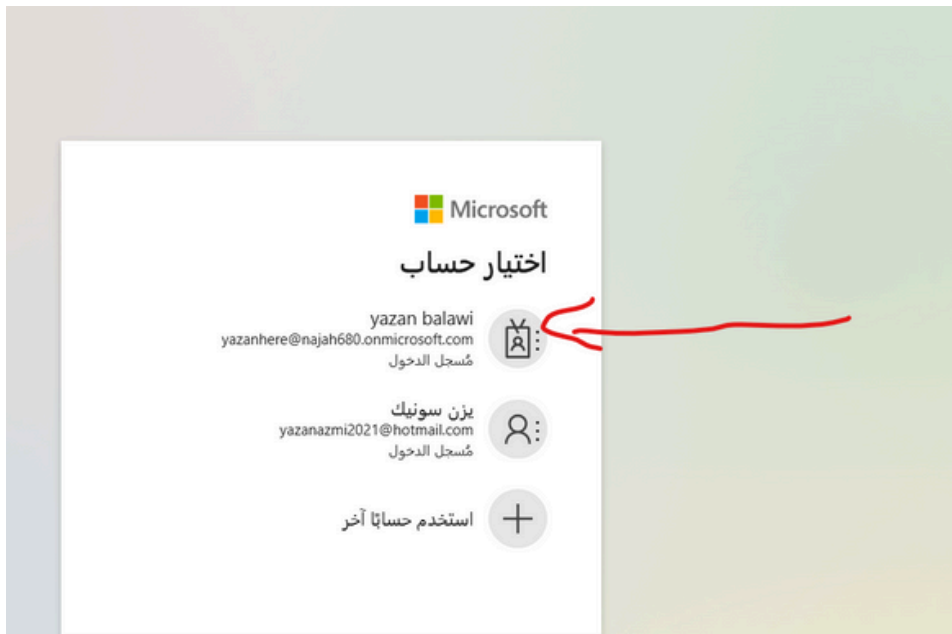 Microsoft
اختيار حساب
yazan balawi
yazanhere@najah680.onmicrosoft.com
مُسجل الدخول
يزن سونيك
yazanazmi2021@hotmail.com
مُسجل الدخول
استخدم حسابًا آخر